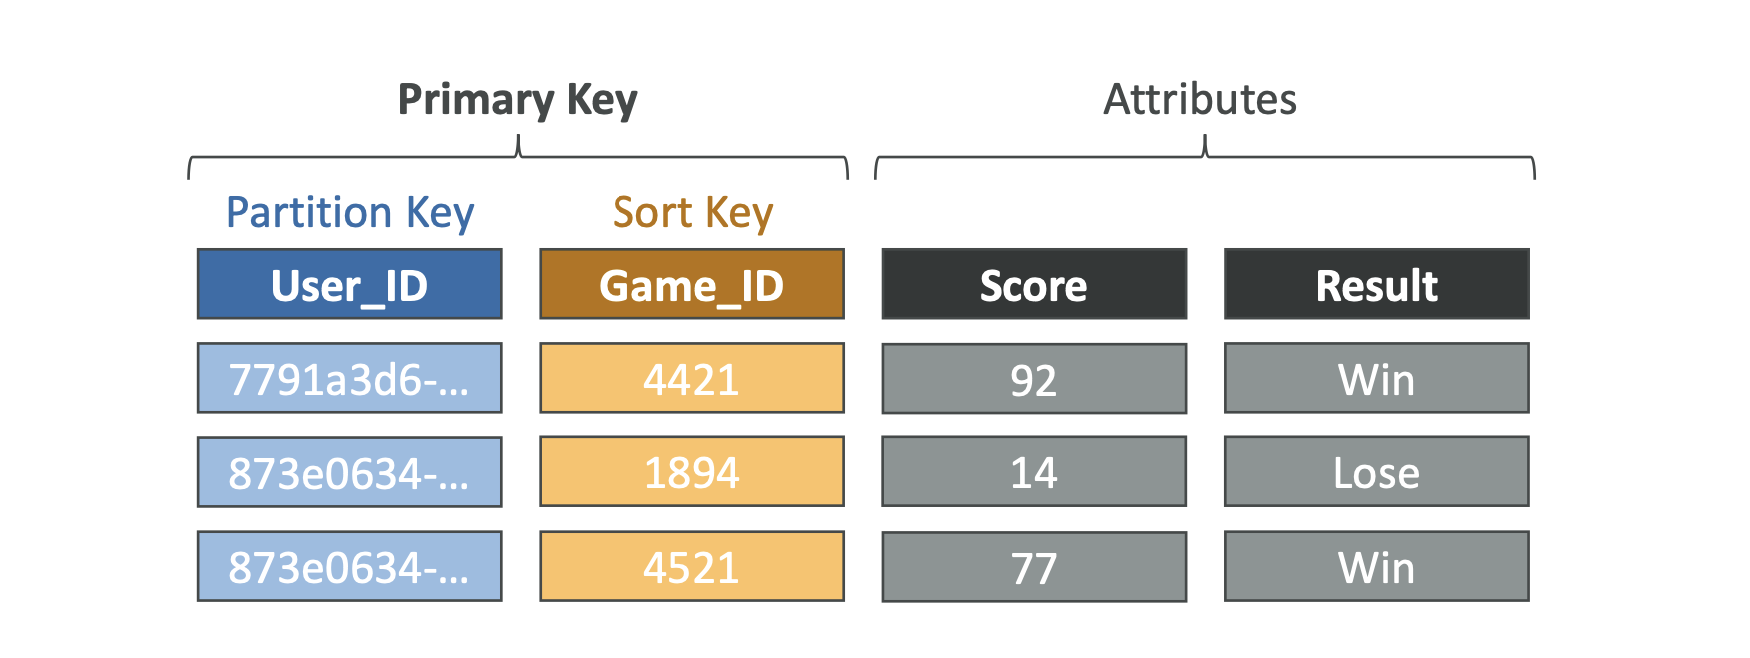 Primary Key Attributes
Partition Key Sort Key
User_ID Game_ID Score Result
7791a3d6-... 4421 92 Win
873e0634-... 1894 14 Lose
873e0634-... 4521 77 Win